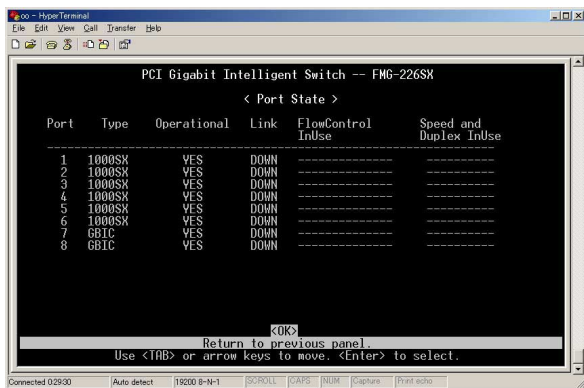 oo - HyperTerminal
File Edit View Call Transfer Help
PCI Gigabit Intelligent Switch -- FMG-226SX
< Port State >
Port Type Operational Link FlowControl InUse Speed and Duplex InUse
1 1000SX YES DOWN -------------- ----------
2 1000SX YES DOWN -------------- ----------
3 1000SX YES DOWN -------------- ----------
4 1000SX YES DOWN -------------- ----------
5 1000SX YES DOWN -------------- ----------
6 1000SX YES DOWN -------------- ----------
7 GBIC YES DOWN -------------- ----------
8 GBIC YES DOWN -------------- ----------
<OK>
Return to previous panel.
Use <TAB> or arrow keys to move. <Enter> to select.
Connected 0:29:30 Auto detect 19200 8-N-1 SCROLL CAPS NUM Capture Print echo